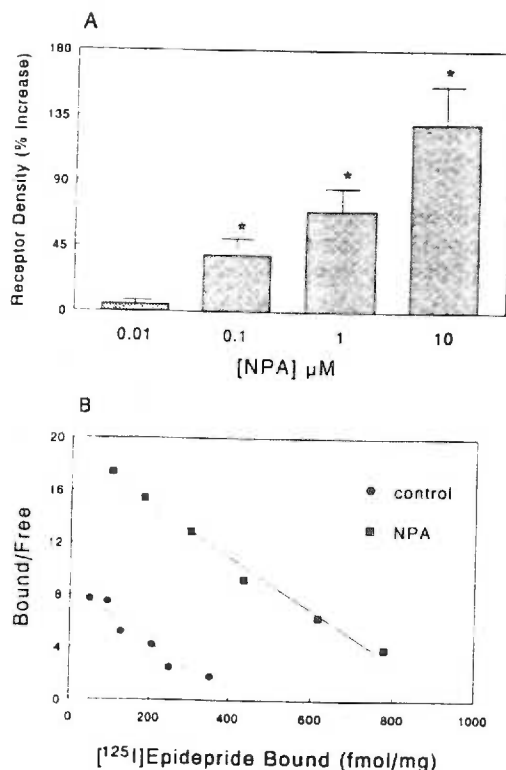 A
Receptor Density (% Increase)
180
135
90
45
0
*
*
*
0.01 0.1 1 10
[NPA] µM
B
Bound/Free
20
16
12
8
4
0
control
NPA
0 200 400 600 800 1000
[¹²⁵I]Epidepride Bound (fmol/mg)